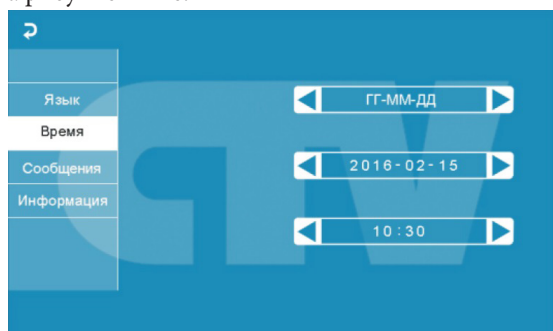 Язык
Время
Сообщения
Информация
ГГ-ММ-ДД
2016-02-15
10:30